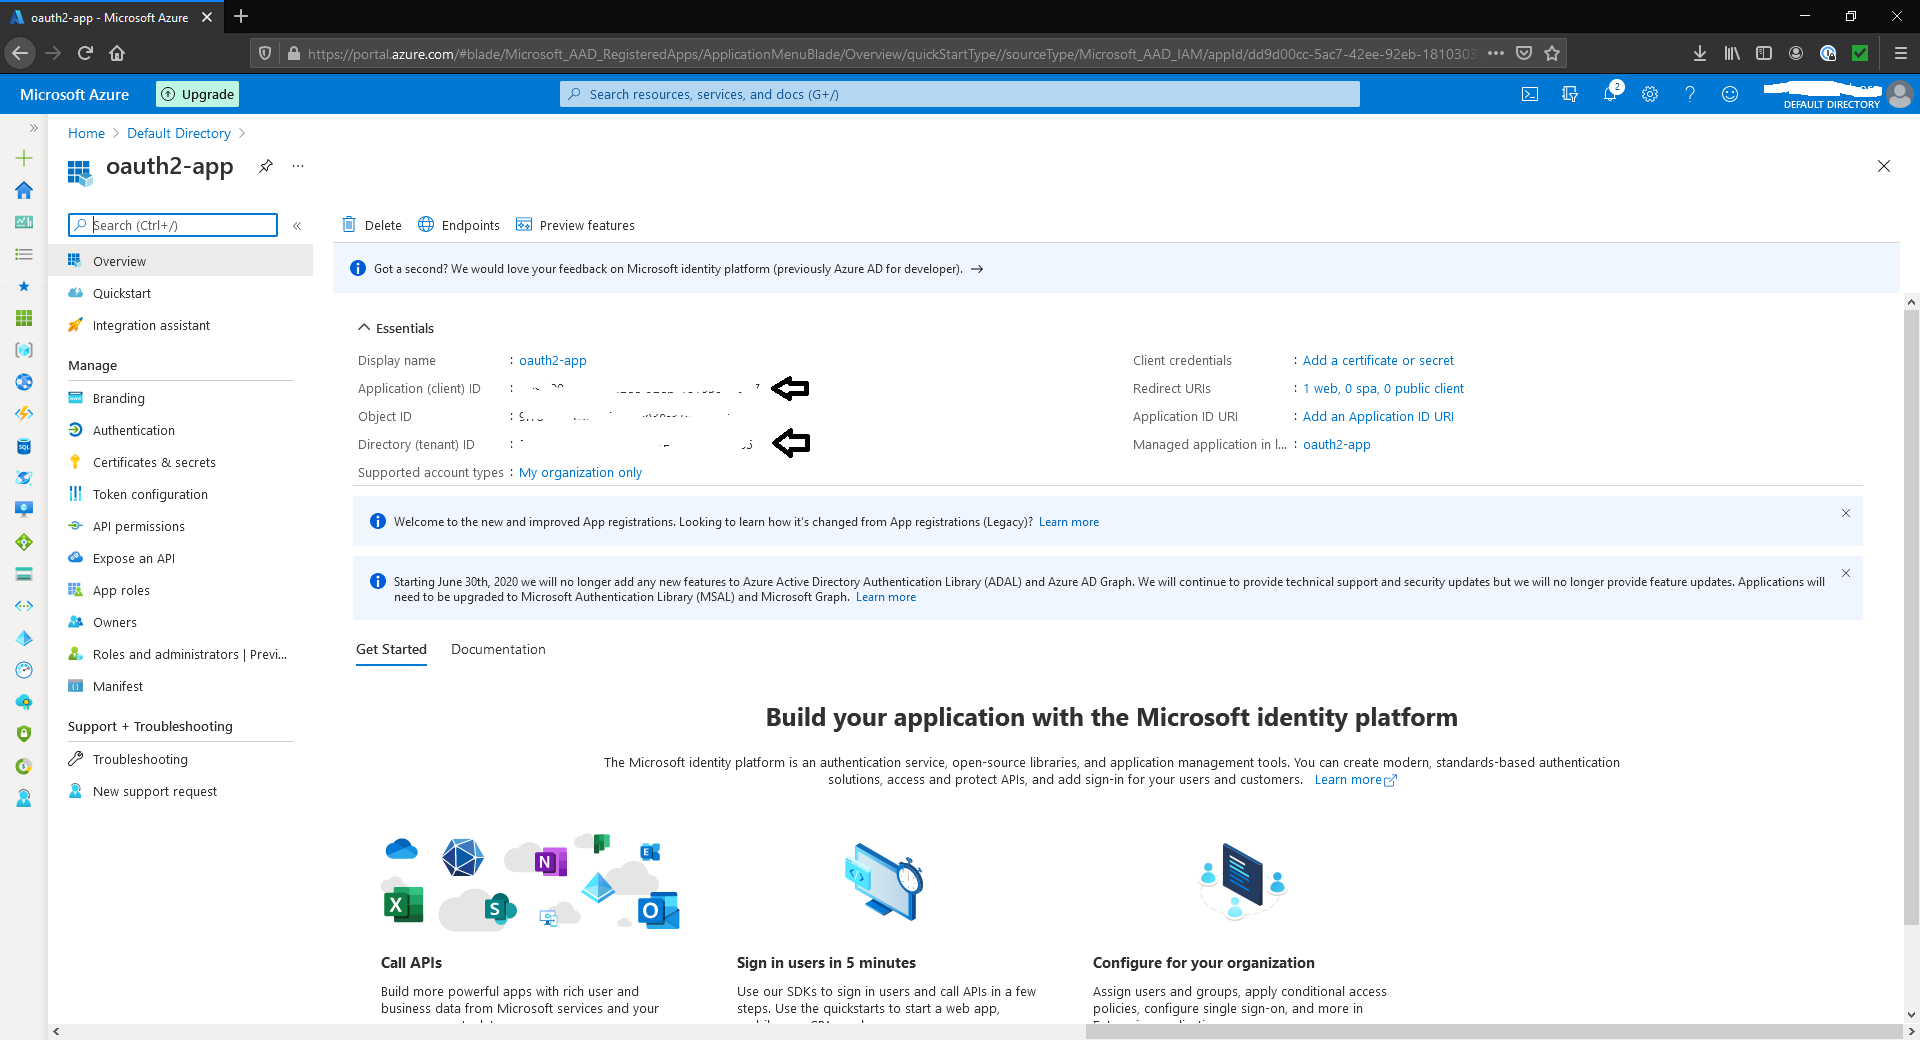 oauth2-app - Microsoft Azure
https://portal.azure.com/#blade/Microsoft_AAD_RegisteredApps/ApplicationMenuBlade/Overview/quickStartType//sourceType/Microsoft_AAD_IAM/appId/dd9d00cc-5ac7-42ee-92eb-1810303
Microsoft Azure
Upgrade
Search resources, services, and docs (G+/)
2
DEFAULT DIRECTORY
Home
Default Directory
oauth2-app
Search (Ctrl+/)
Delete
Endpoints
Preview features
Overview
Quickstart
Integration assistant
Manage
Branding
Authentication
Certificates & secrets
Token configuration
API permissions
Expose an API
App roles
Owners
Roles and administrators | Previ...
Manifest
Support + Troubleshooting
Troubleshooting
New support request
Got a second? We would love your feedback on Microsoft identity platform (previously Azure AD for developer).
Essentials
Display name : oauth2-app
Application (client) ID :
Object ID :
Directory (tenant) ID :
Supported account types : My organization only
Client credentials : Add a certificate or secret
Redirect URIs : 1 web, 0 spa, 0 public client
Application ID URI : Add an Application ID URI
Managed application in l... : oauth2-app
Welcome to the new and improved App registrations. Looking to learn how it's changed from App registrations (Legacy)? Learn more
Starting June 30th, 2020 we will no longer add any new features to Azure Active Directory Authentication Library (ADAL) and Azure AD Graph. We will continue to provide technical support and security updates but we will no longer provide feature updates. Applications will
need to be upgraded to Microsoft Authentication Library (MSAL) and Microsoft Graph. Learn more
Get Started
Documentation
Build your application with the Microsoft identity platform
The Microsoft identity platform is an authentication service, open-source libraries, and application management tools. You can create modern, standards-based authentication
solutions, access and protect APIs, and add sign-in for your users and customers. Learn more
Call APIs
Build more powerful apps with rich user and
business data from Microsoft services and your
Sign in users in 5 minutes
Use our SDKs to sign in users and call APIs in a few
steps. Use the quickstarts to start a web app,
Configure for your organization
Assign users and groups, apply conditional access
policies, configure single sign-on, and more in